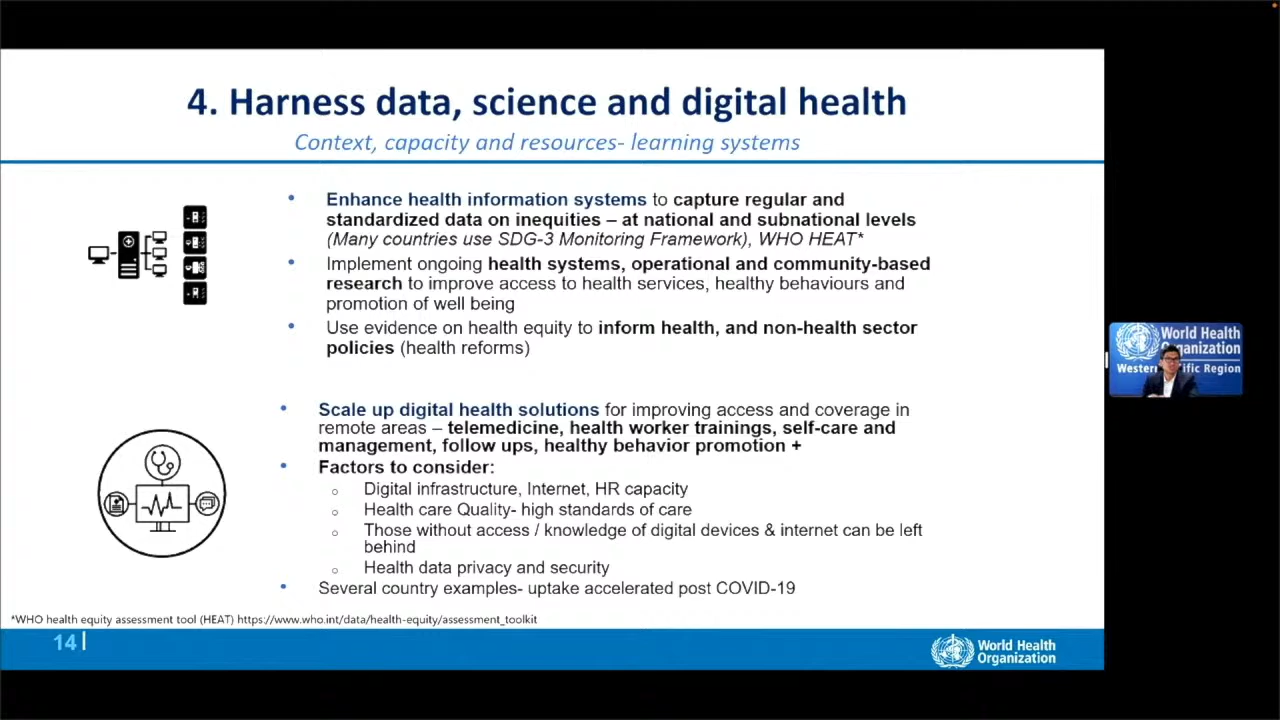 4. Harness data, science and digital health
Context, capacity and resources- learning systems
• Enhance health information systems to capture regular and
standardized data on inequities – at national and subnational levels
(Many countries use SDG-3 Monitoring Framework), WHO HEAT*
• Implement ongoing health systems, operational and community-based
research to improve access to health services, healthy behaviours and
promotion of well being
• Use evidence on health equity to inform health, and non-health sector
policies (health reforms)
• Scale up digital health solutions for improving access and coverage in
remote areas – telemedicine, health worker trainings, self-care and
management, follow ups, healthy behavior promotion +
• Factors to consider:
o Digital infrastructure, Internet, HR capacity
o Health care Quality- high standards of care
o Those without access / knowledge of digital devices & internet can be left
behind
o Health data privacy and security
• Several country examples- uptake accelerated post COVID-19
*WHO health equity assessment tool (HEAT) https://www.who.int/data/health-equity/assessment_toolkit
14|
World Health
Organization
World Health
Region